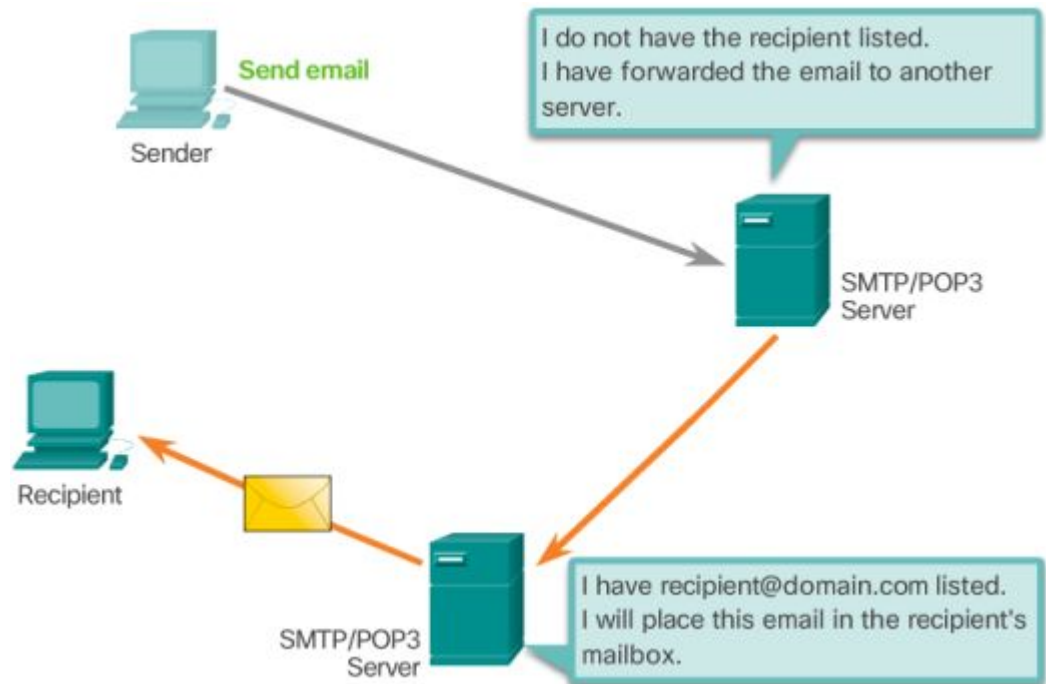 Send email
Sender
I do not have the recipient listed.
I have forwarded the email to another
server.
SMTP/POP3
Server
Recipient
SMTP/POP3
Server
I have recipient@domain.com listed.
I will place this email in the recipient's
mailbox.